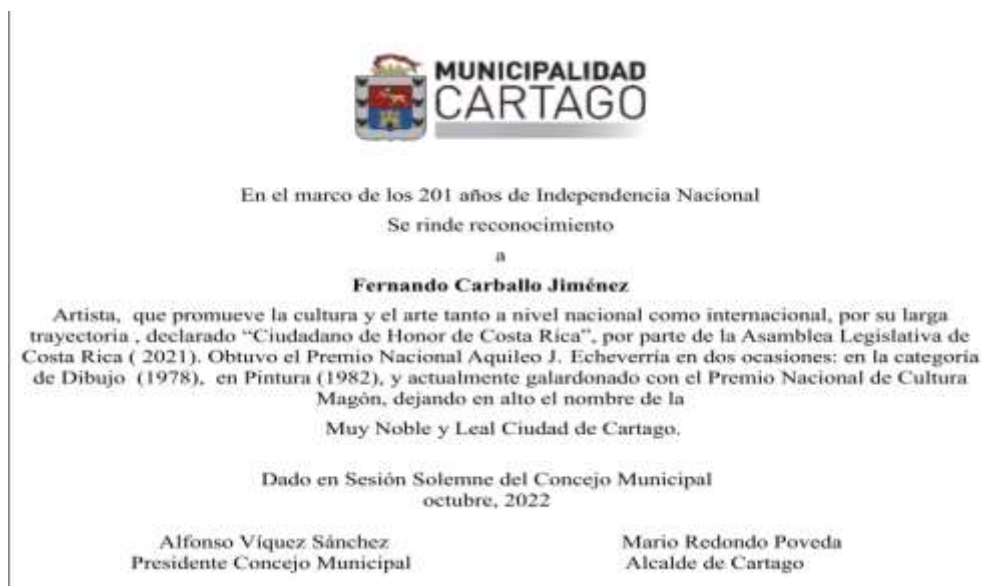 MUNICIPALIDAD
CARTAGO
En el marco de los 201 años de Independencia Nacional
Se rinde reconocimiento
a
Fernando Carballo Jiménez
Artista, que promueve la cultura y el arte tanto a nivel nacional como internacional, por su larga
trayectoria , declarado “Ciudadano de Honor de Costa Rica”, por parte de la Asamblea Legislativa de
Costa Rica ( 2021). Obtuvo el Premio Nacional Aquileo J. Echeverría en dos ocasiones: en la categoría
de Dibujo (1978), en Pintura (1982), y actualmente galardonado con el Premio Nacional de Cultura
Magón, dejando en alto el nombre de la
Muy Noble y Leal Ciudad de Cartago.
Dado en Sesión Solemne del Concejo Municipal
octubre, 2022
Alfonso Víquez Sánchez
Presidente Concejo Municipal
Mario Redondo Poveda
Alcalde de Cartago